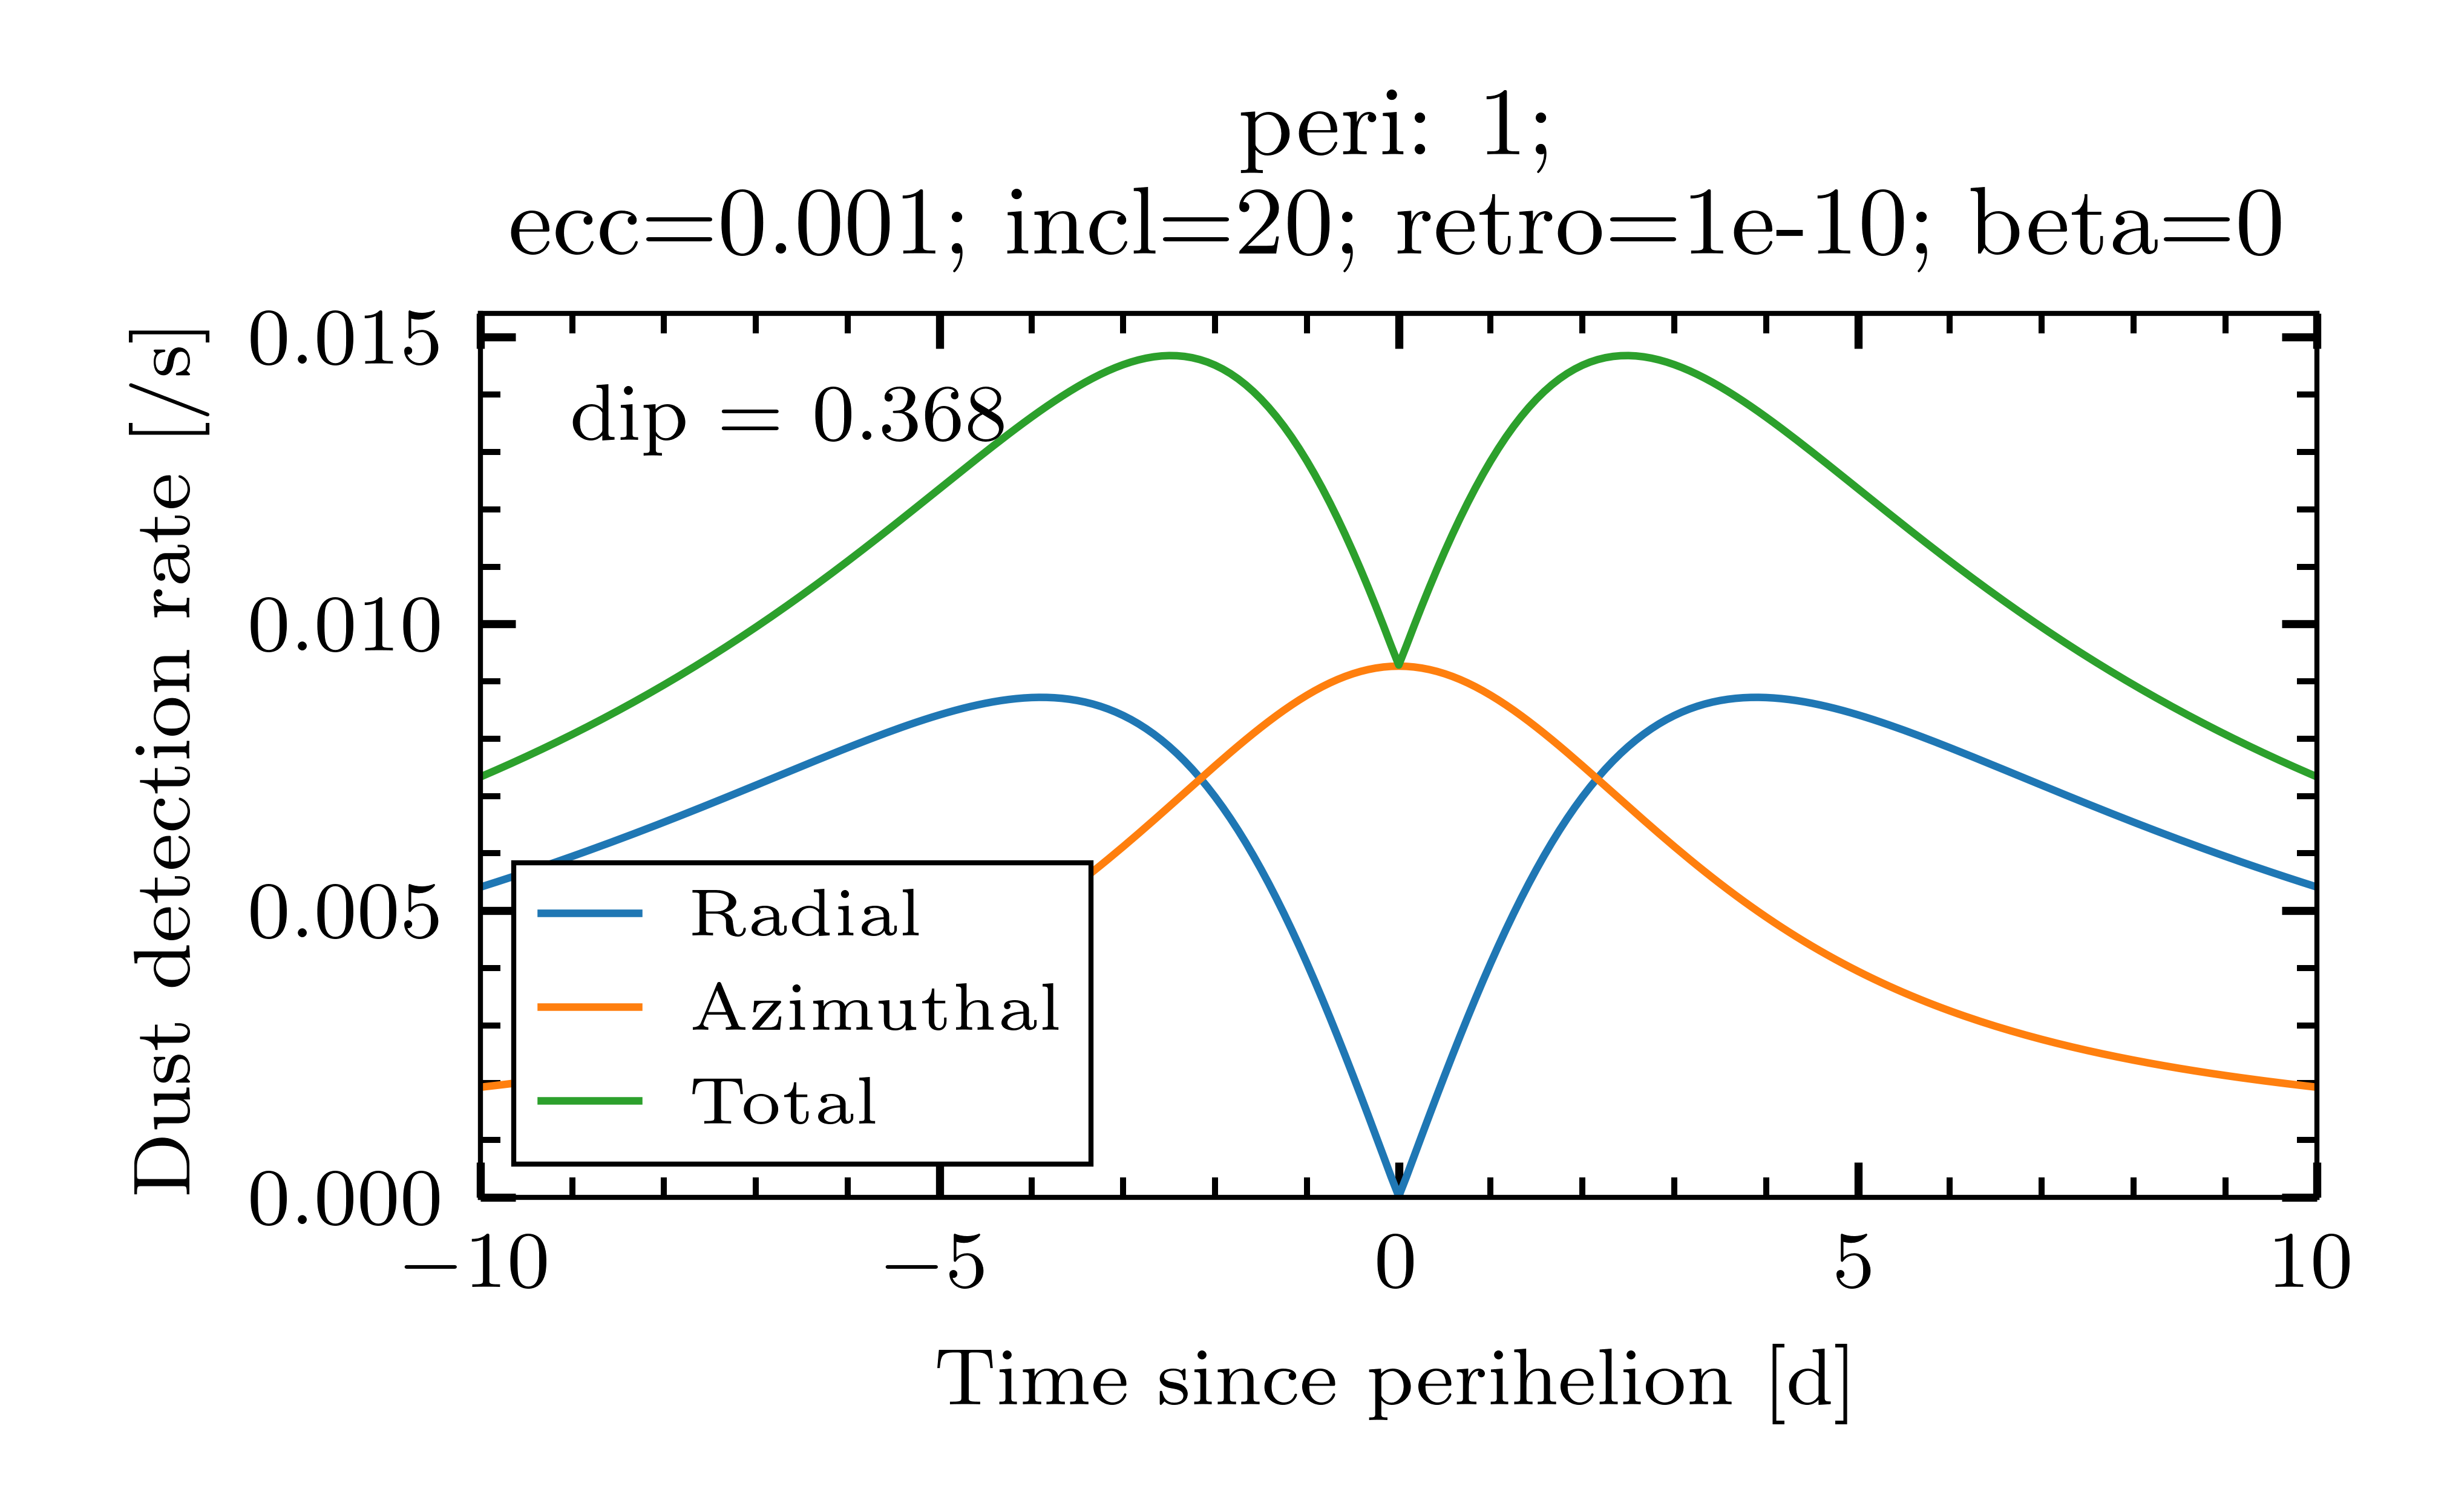 peri: 1;
ecc=0.001; incl=20; retro=1e-10; beta=0
Dust detection rate [/s]
0.015
0.010
0.005
0.000
dip = 0.368
Radial
Azimuthal
Total
−10
−5
0
5
10
Time since perihelion [d]